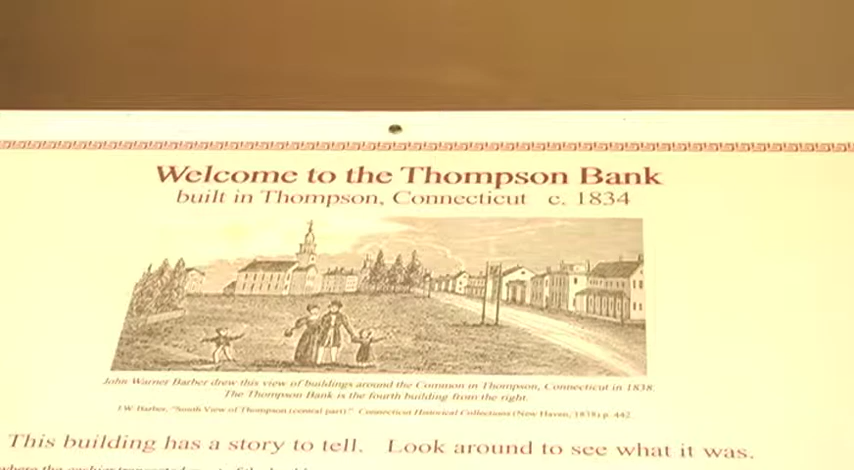 Welcome to the Thompson Bank
built in Thompson, Connecticut c. 1834
John Warner Barber drew this view of buildings around the Common in Thompson, Connecticut in 1838.
The Thompson Bank is the fourth building from the right.
J.W. Barber, "South View of Thompson (central part)." Connecticut Historical Collections (New Haven, 1838) p. 442.
This building has a story to tell. Look around to see what it was.
where the cashier